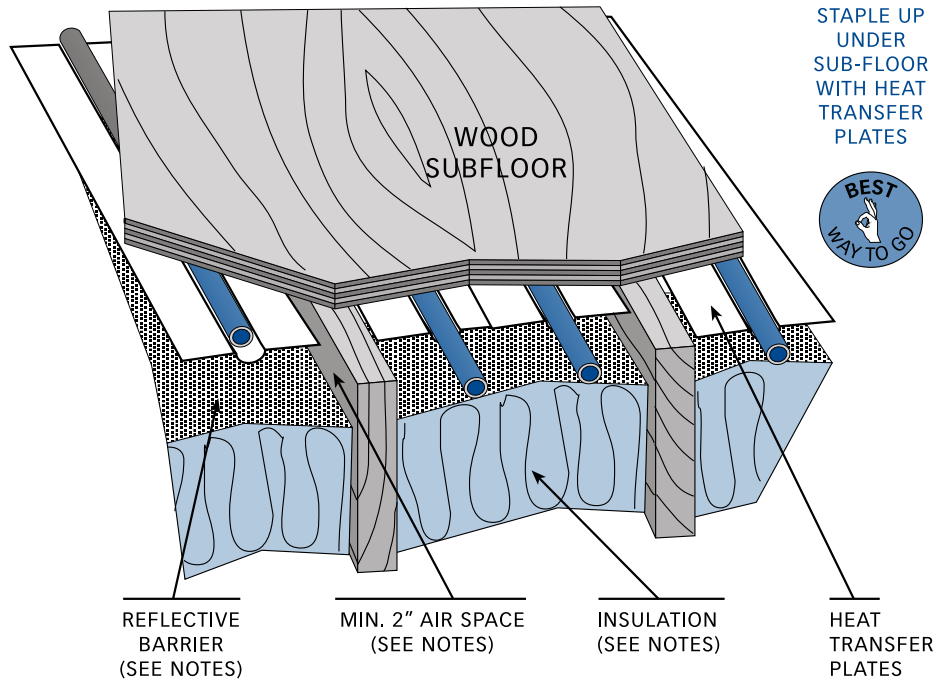 STAPLE UP
UNDER
SUB-FLOOR
WITH HEAT
TRANSFER
PLATES
WOOD
SUBFLOOR
BEST
WAY TO GO
REFLECTIVE
BARRIER
(SEE NOTES)
MIN. 2" AIR SPACE
(SEE NOTES)
INSULATION
(SEE NOTES)
HEAT
TRANSFER
PLATES